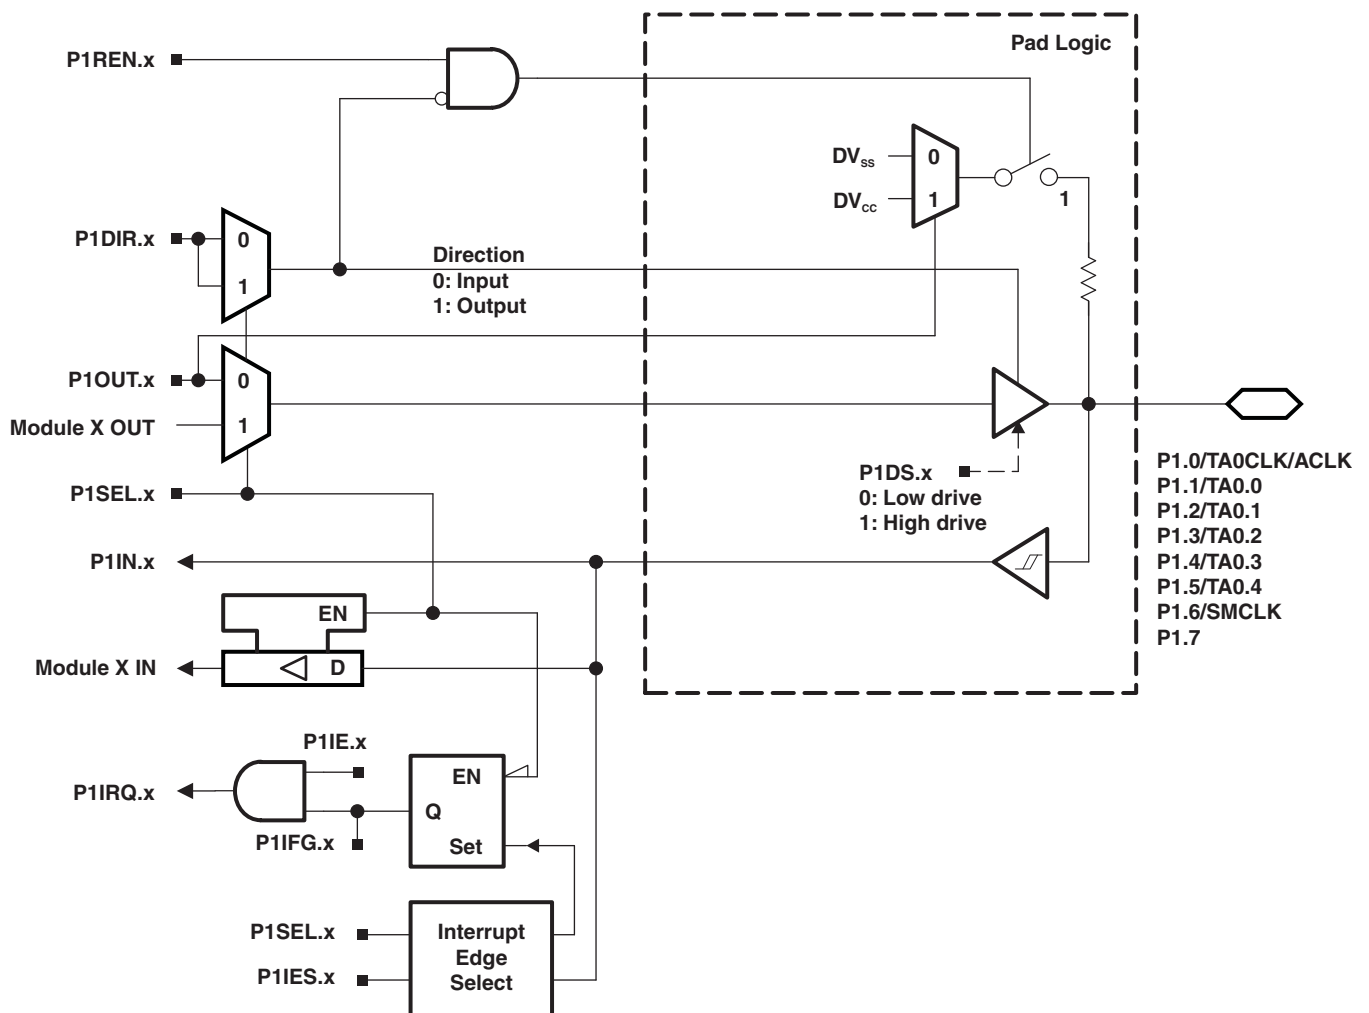 Pad Logic
P1REN.x
DVSS
0
DVCC
1
1
P1DIR.x
0
1
Direction
0: Input
1: Output
P1OUT.x
0
Module X OUT
1
P1DS.x
0: Low drive
1: High drive
P1SEL.x
P1.0/TA0CLK/ACLK
P1.1/TA0.0
P1.2/TA0.1
P1.3/TA0.2
P1.4/TA0.3
P1.5/TA0.4
P1.6/SMCLK
P1.7
P1IN.x
EN
Module X IN
D
P1IE.x
EN
P1IRQ.x
Q
P1IFG.x
Set
P1SEL.x
P1IES.x
Interrupt
Edge
Select